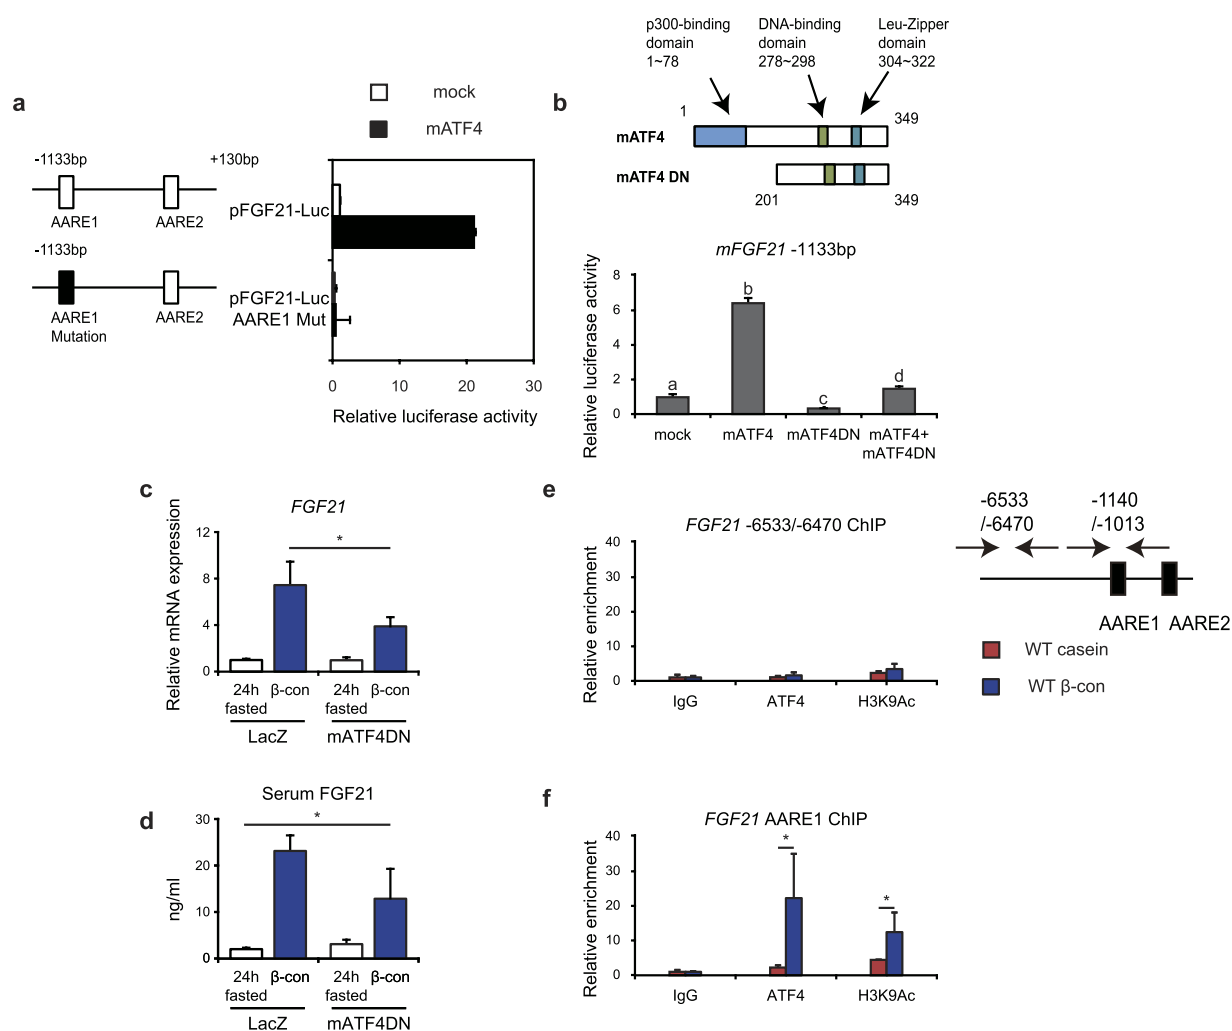 a
mock
mATF4
-1133bp
+130bp
AARE1
AARE2
pFGF21-Luc
-1133bp
AARE1
Mutation
AARE2
pFGF21-Luc
AARE1 Mut
0
10
20
30
Relative luciferase activity
b
p300-binding
domain
1~78
DNA-binding
domain
278~298
Leu-Zipper
domain
304~322
1
349
mATF4
mATF4 DN
201
349
mFGF21 -1133bp
Relative luciferase activity
8
6
4
2
0
a
b
c
d
mock
mATF4
mATF4DN
mATF4+
mATF4DN
c
FGF21
Relative mRNA expression
12
8
4
0
*
24h
fasted
β-con
24h
fasted
β-con
LacZ
mATF4DN
d
Serum FGF21
ng/ml
30
20
10
0
*
24h
fasted
β-con
24h
fasted
β-con
LacZ
mATF4DN
e
FGF21 -6533/-6470 ChIP
Relative enrichment
40
30
20
10
0
IgG
ATF4
H3K9Ac
-6533
/-6470
-1140
/-1013
AARE1
AARE2
WT casein
WT β-con
f
FGF21 AARE1 ChIP
Relative enrichment
40
30
20
10
0
*
*
IgG
ATF4
H3K9Ac